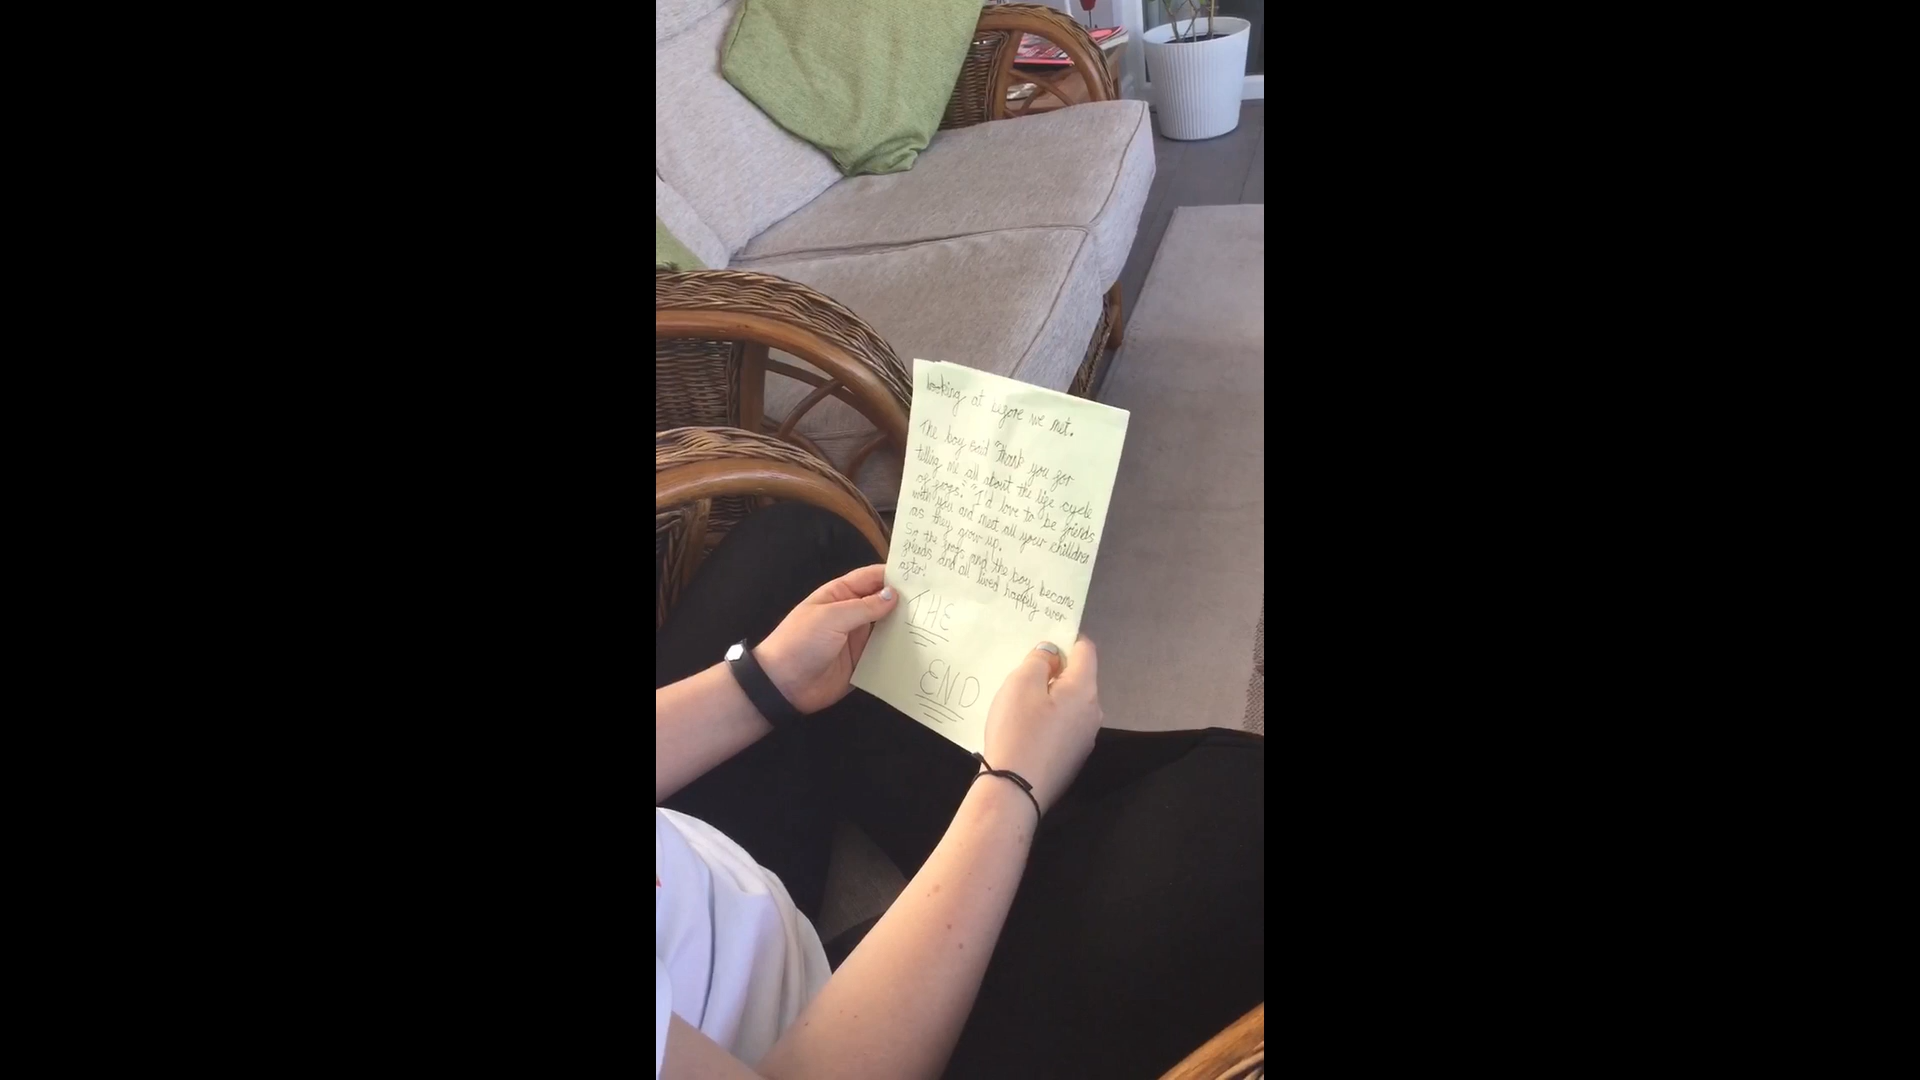 looking at before we met.
The boy said "Thank you for
telling me all about the life cycle
of frogs." "I'd love to be friends
with you and meet all your chilldren
as they grow up.
So the frogs and the boy became
friends and all lived happily ever
after!
THE
END